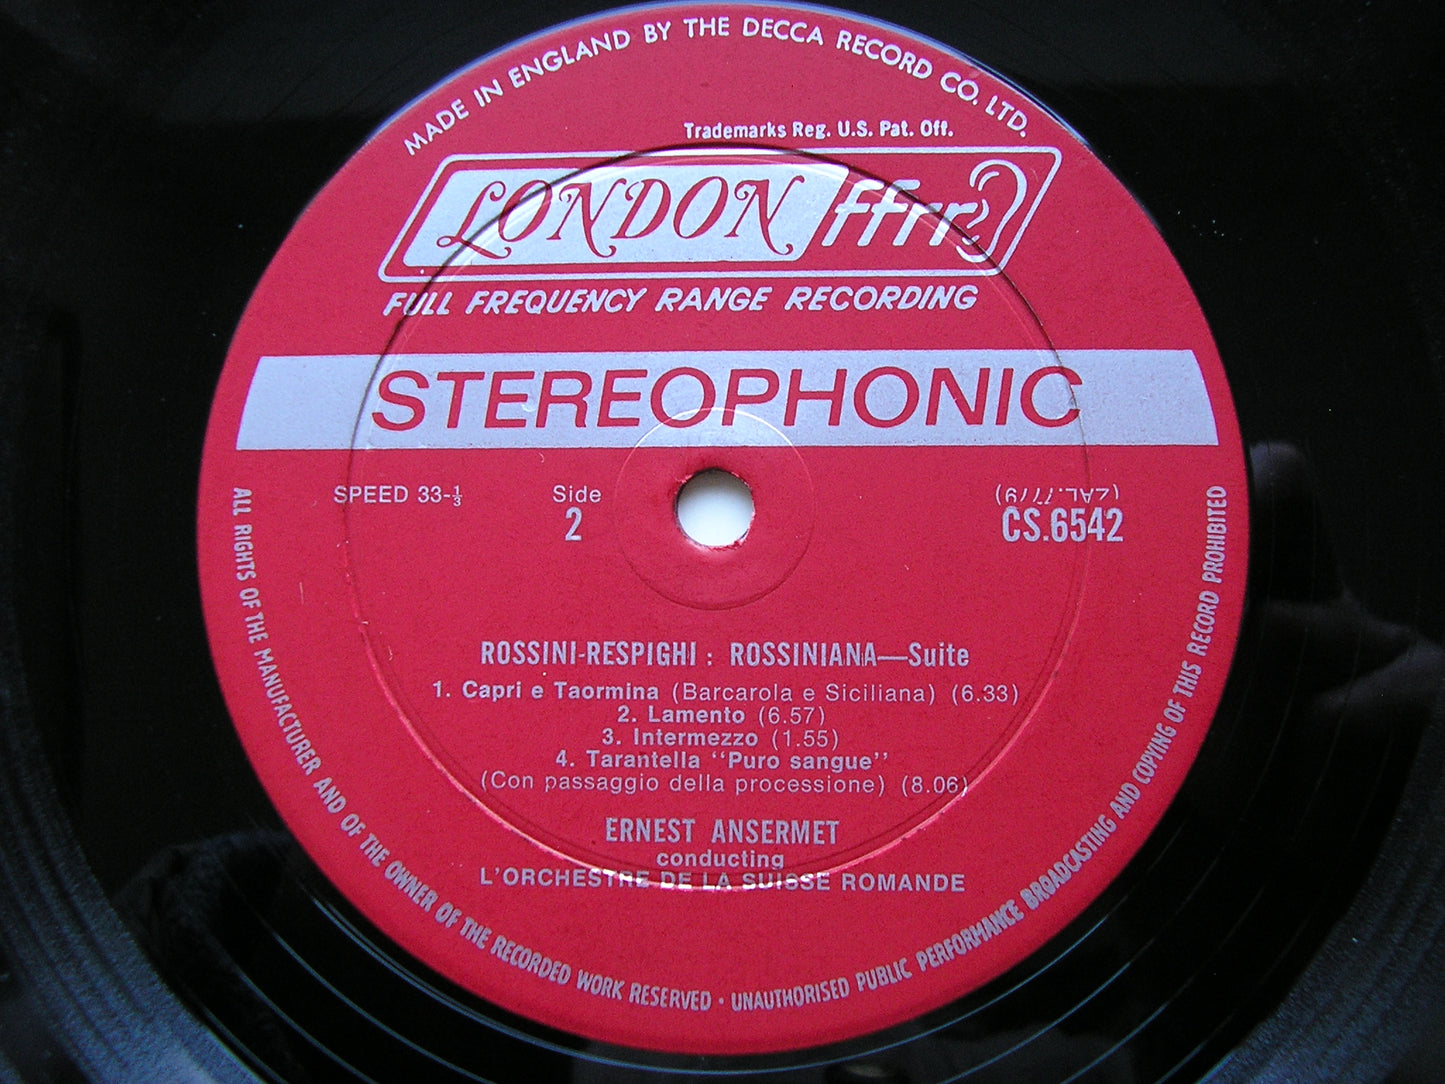 MADE IN ENGLAND BY THE DECCA RECORD CO. LTD.
Trademarks Reg. U.S. Pat. Off.
LONDON ffrr
FULL FREQUENCY RANGE RECORDING
STEREOPHONIC
SPEED 33-⅓
Side
2
(ZAL.7779)
CS.6542
ROSSINI-RESPIGHI : ROSSINIANA—Suite
1. Capri e Taormina (Barcarola e Siciliana) (6.33)
2. Lamento (6.57)
3. Intermezzo (1.55)
4. Tarantella "Puro sangue"
(Con passaggio della processione) (8.06)
ERNEST ANSERMET
conducting
L'ORCHESTRE DE LA SUISSE ROMANDE
ALL RIGHTS OF THE MANUFACTURER AND OF THE OWNER OF THE RECORDED WORK RESERVED · UNAUTHORISED PUBLIC PERFORMANCE BROADCASTING AND COPYING OF THIS RECORD PROHIBITED